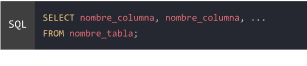 SQL
SELECT nombre_columna, nombre_columna, ...
FROM nombre_tabla;